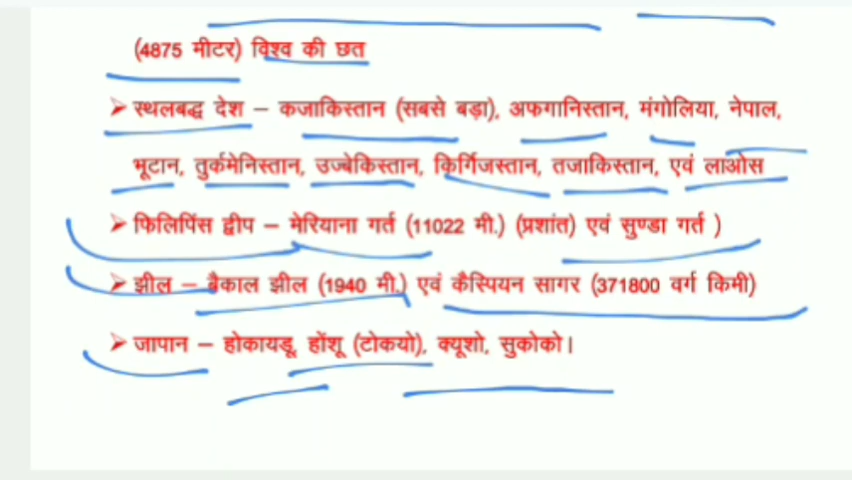 (4875 मीटर) विश्व की छत
➢ स्थलबद्ध देश – कजाकिस्तान (सबसे बड़ा), अफगानिस्तान, मंगोलिया, नेपाल,
भूटान, तुर्कमेनिस्तान, उज्बेकिस्तान, किर्गिजस्तान, तजाकिस्तान, एवं लाओस
➢ फिलिपिंस द्वीप – मेरियाना गर्त (11022 मी.) (प्रशांत) एवं सुण्डा गर्त )
➢ झील – बैकाल झील (1940 मी.) एवं कैस्पियन सागर (371800 वर्ग किमी)
➢ जापान – होकायडू, होंशू (टोकयो), क्यूशो, सुकोको।